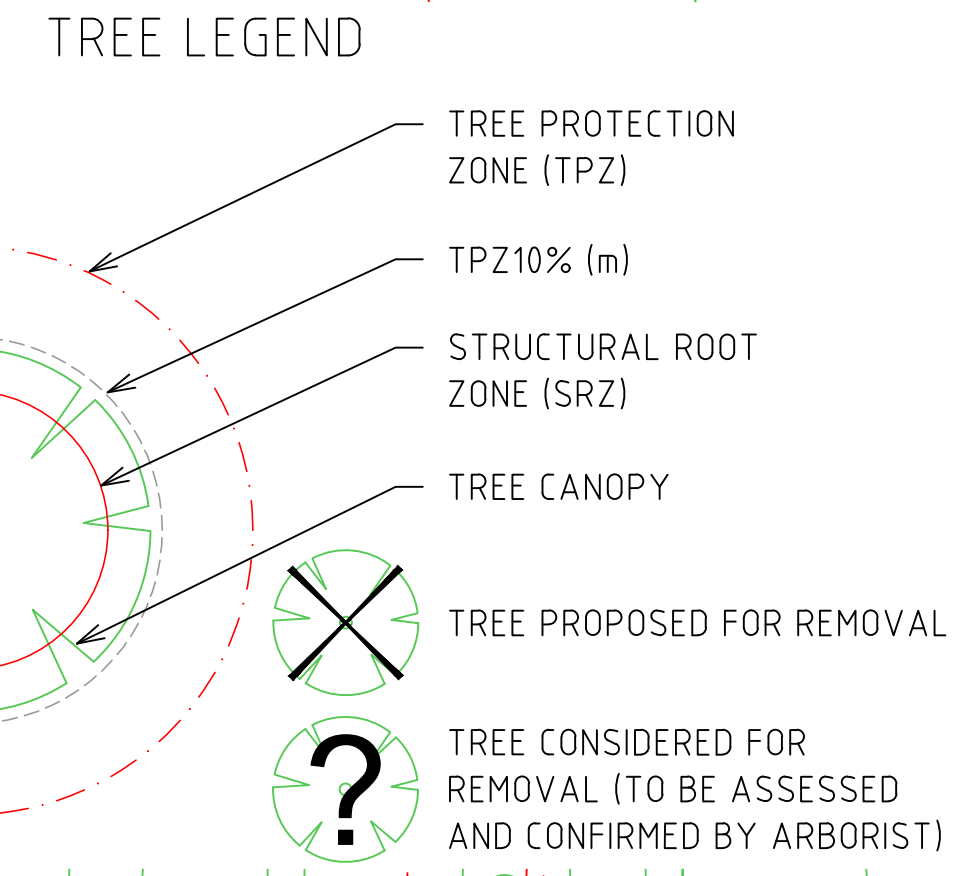 TREE LEGEND
TREE PROTECTION
ZONE (TPZ)
TPZ10% (m)
STRUCTURAL ROOT
ZONE (SRZ)
TREE CANOPY
TREE PROPOSED FOR REMOVAL
?
TREE CONSIDERED FOR
REMOVAL (TO BE ASSESSED
AND CONFIRMED BY ARBORIST)